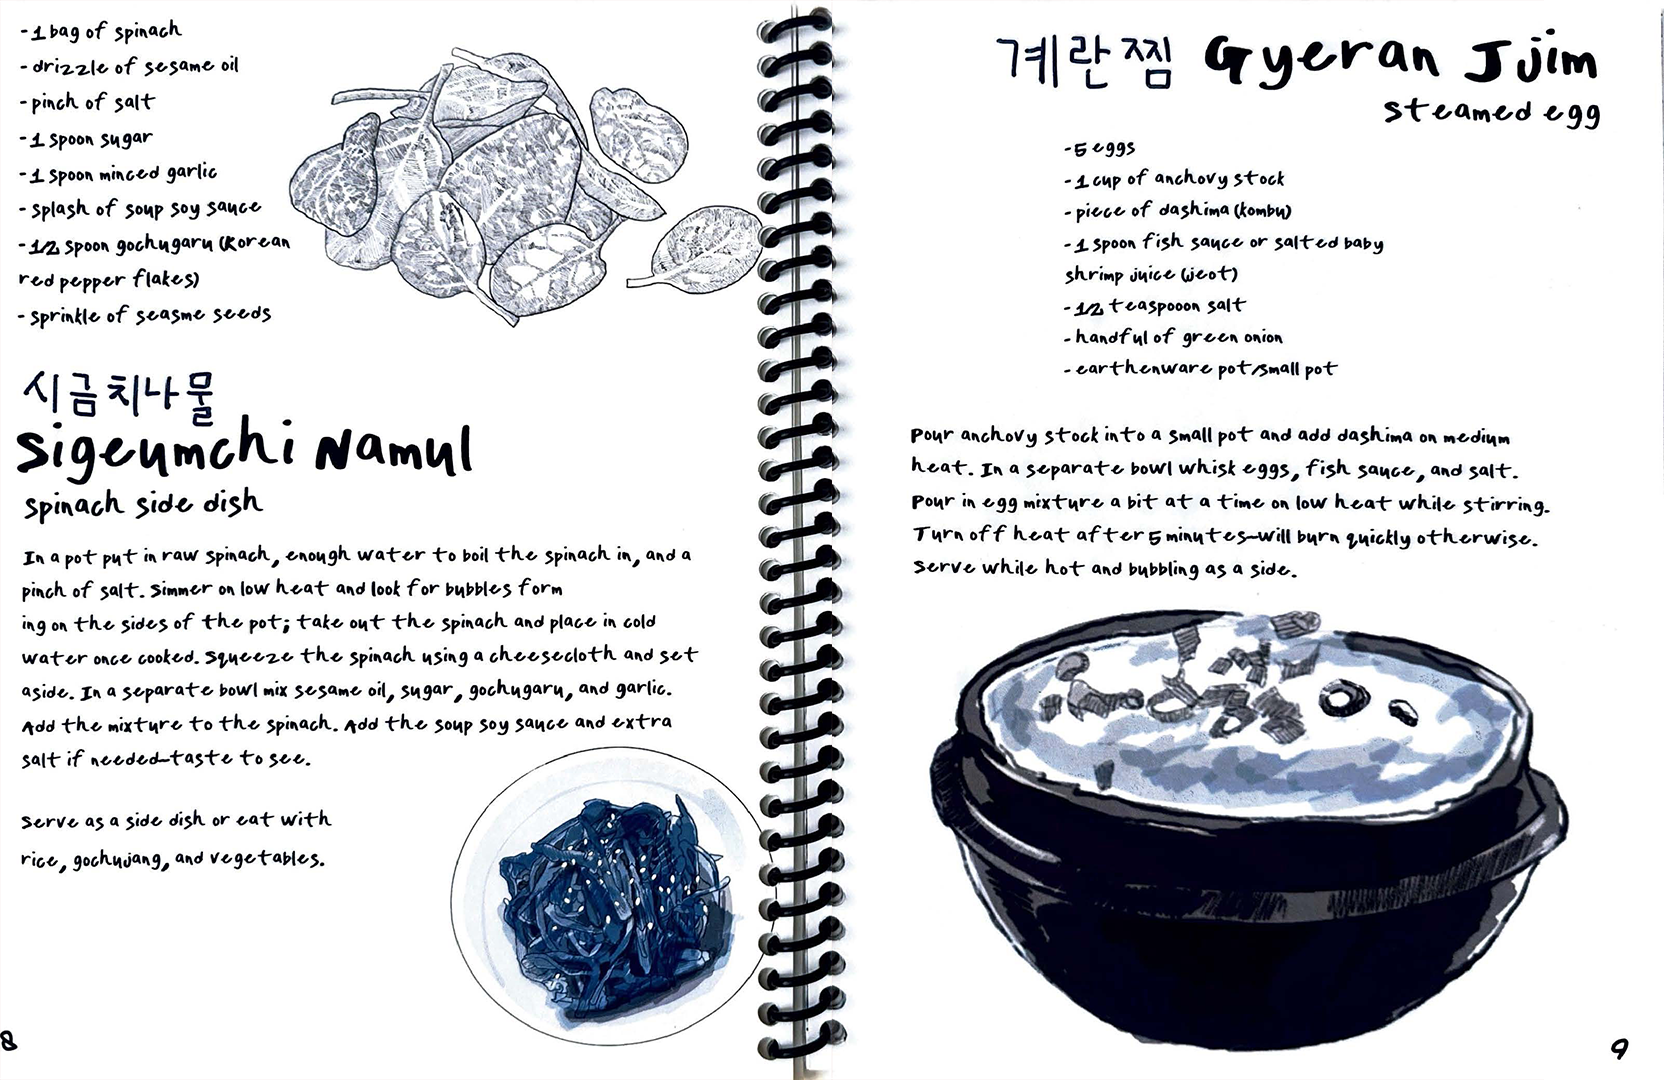 - 1 bag of spinach
- drizzle of sesame oil
- pinch of salt
- 1 spoon sugar
- 1 spoon minced garlic
- splash of soup soy sauce
- 1/2 spoon gochugaru (Korean
red pepper flakes)
- sprinkle of seasme seeds
시금치나물
Sigeumchi Namul
spinach side dish
In a pot put in raw spinach, enough water to boil the spinach in, and a
pinch of salt. Simmer on low heat and look for bubbles form
ing on the sides of the pot; take out the spinach and place in cold
water once cooked. Squeeze the spinach using a cheesecloth and set
aside. In a separate bowl mix sesame oil, sugar, gochugaru, and garlic.
Add the mixture to the spinach. Add the soup soy sauce and extra
salt if needed—taste to see.
Serve as a side dish or eat with
rice, gochujang, and vegetables.
8
계란찜 Gyeran Jjim
steamed egg
- 5 eggs
- 1 cup of anchovy stock
- piece of dashima (kombu)
- 1 spoon fish sauce or salted baby
shrimp juice (jeot)
- 1/2 teaspooon salt
- handful of green onion
- earthenware pot/small pot
Pour anchovy stock into a small pot and add dashima on medium
heat. In a separate bowl whisk eggs, fish sauce, and salt.
Pour in egg mixture a bit at a time on low heat while stirring.
Turn off heat after 5 minutes—will burn quickly otherwise.
Serve while hot and bubbling as a side.
9